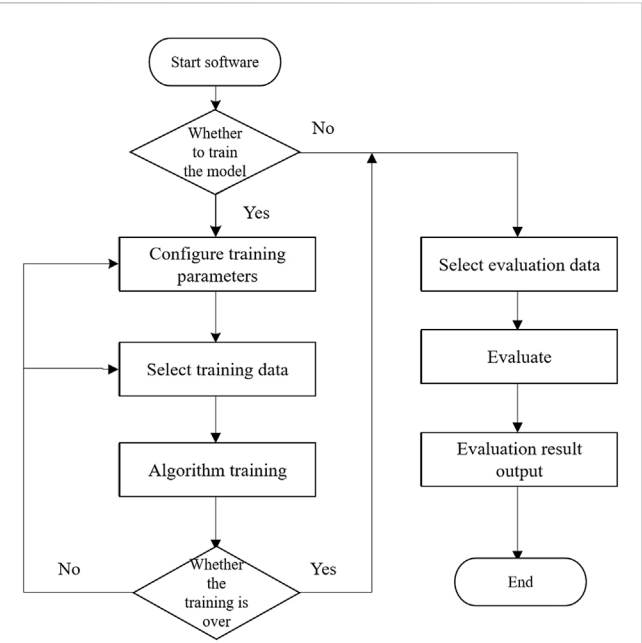 Start software
Whether
to train
the model
No
Yes
Configure training
parameters
Select training data
Algorithm training
Whether
the
training is
over
No
Yes
Select evaluation data
Evaluate
Evaluation result
output
End